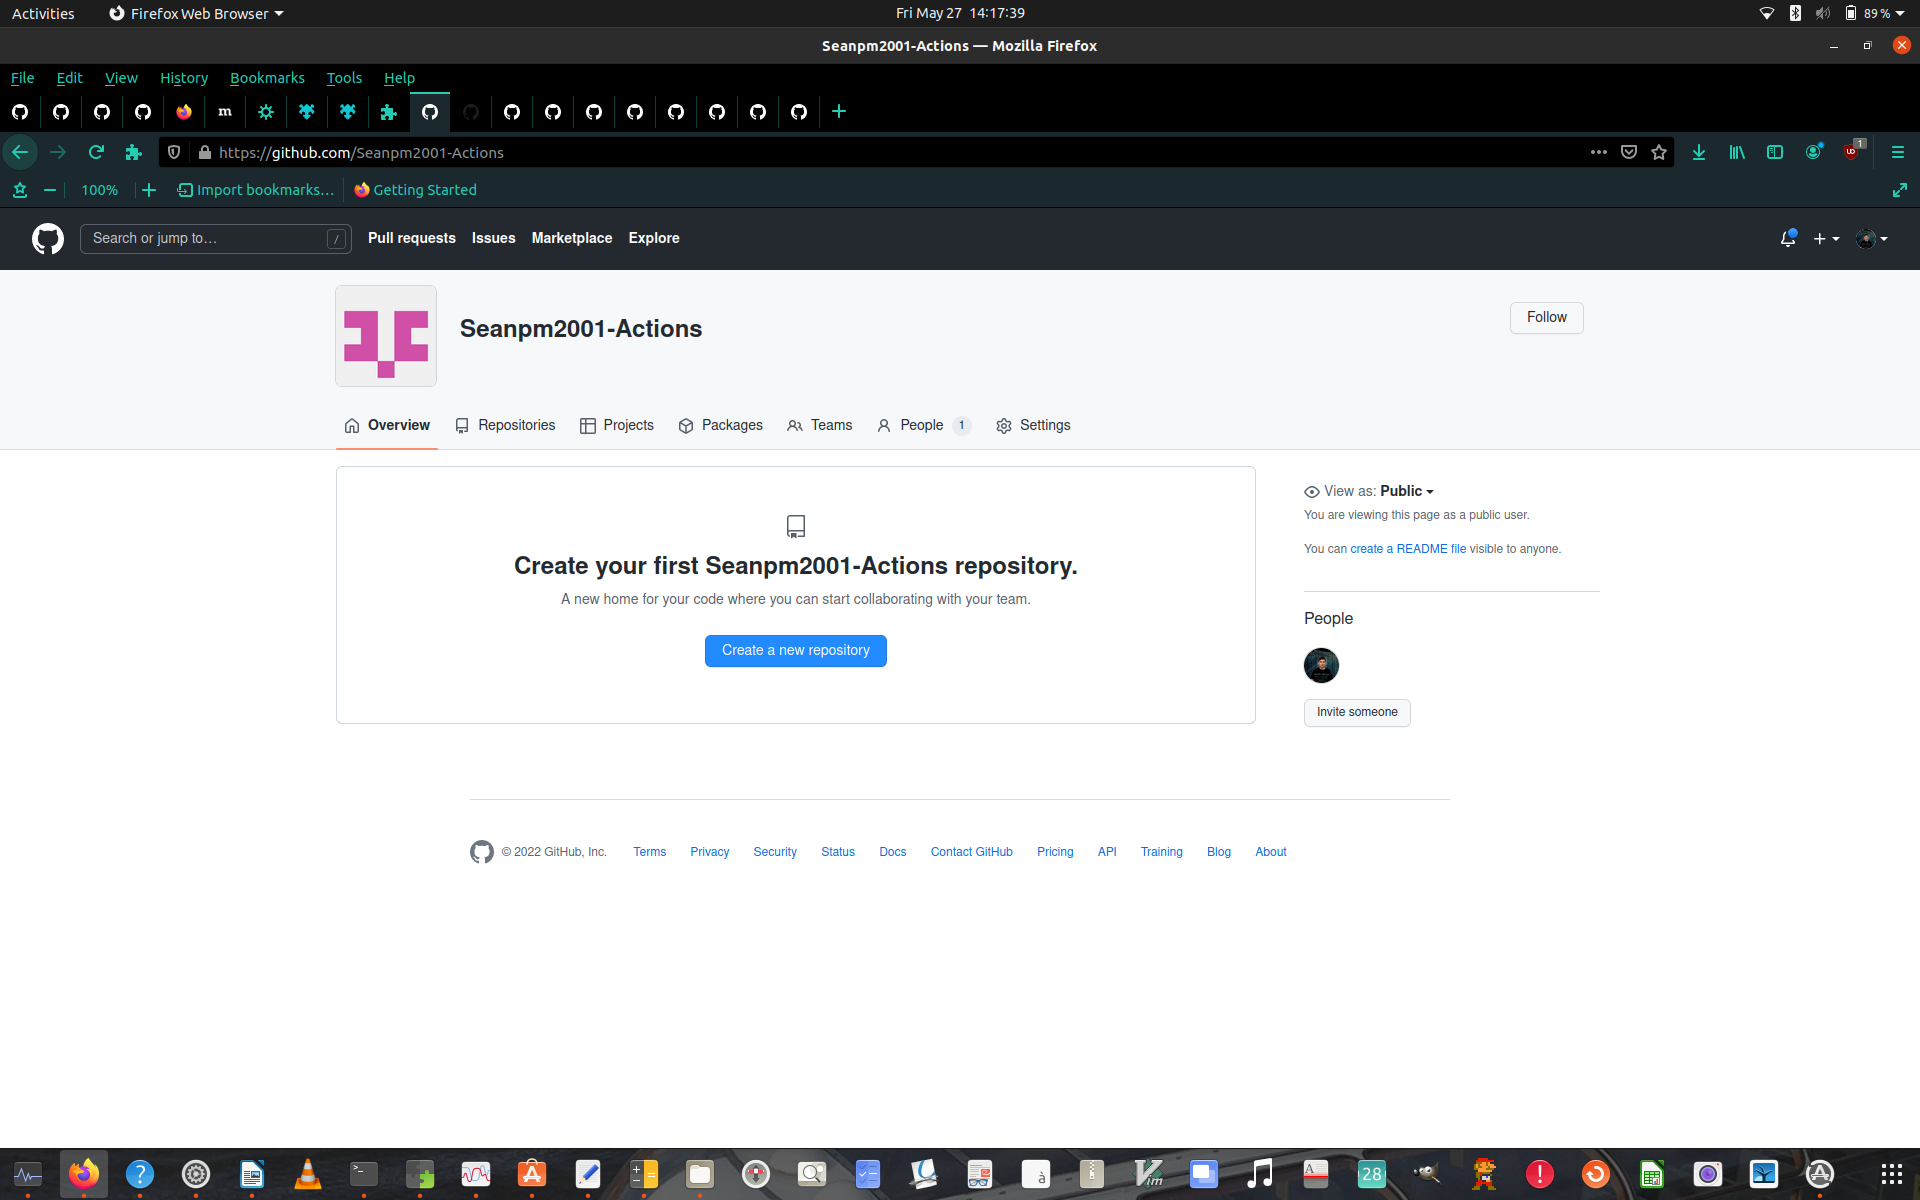 Activities Firefox Web Browser Fri May 27 14:17:39 89 %
Seanpm2001-Actions — Mozilla Firefox
File Edit View History Bookmarks Tools Help
m
https://github.com/Seanpm2001-Actions 1
100% Import bookmarks… Getting Started
Search or jump to… / Pull requests Issues Marketplace Explore
Seanpm2001-Actions
Follow
Overview Repositories Projects Packages Teams People 1 Settings
Create your first Seanpm2001-Actions repository.
A new home for your code where you can start collaborating with your team.
Create a new repository
View as: Public
You are viewing this page as a public user.
You can create a README file visible to anyone.
People
Invite someone
© 2022 GitHub, Inc. Terms Privacy Security Status Docs Contact GitHub Pricing API Training Blog About
? >_ à Vim A 28 !